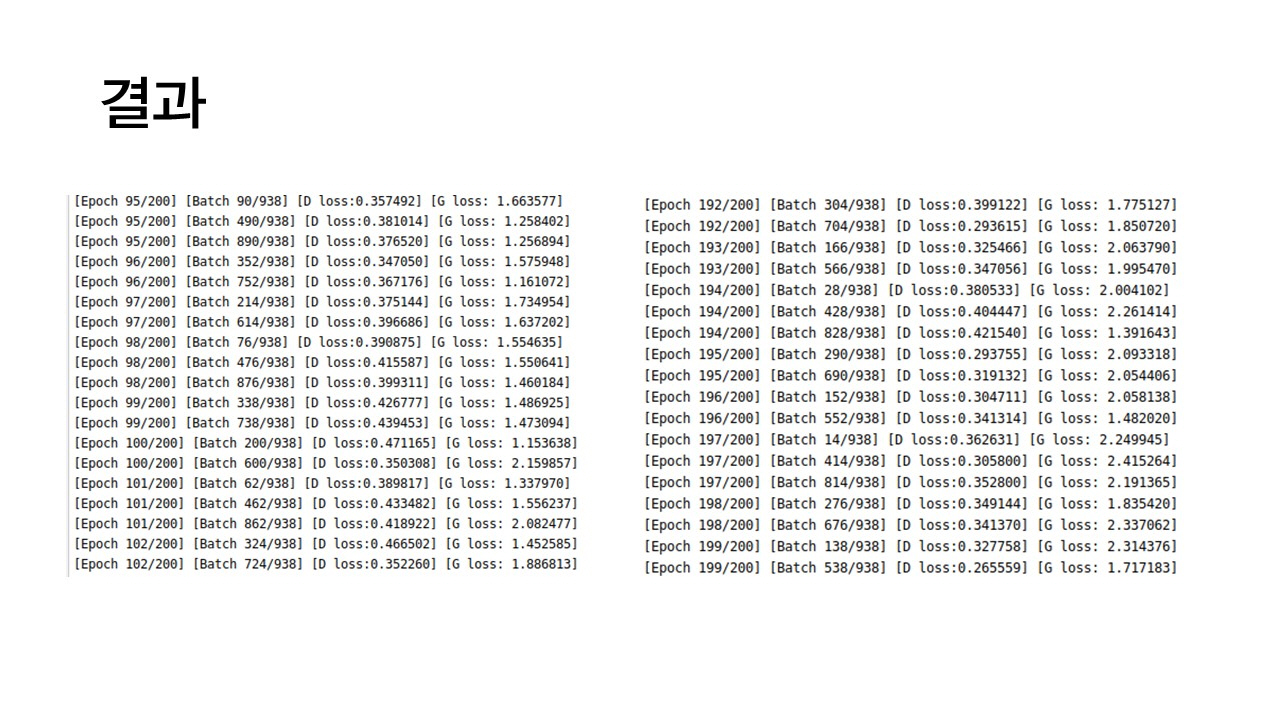 결과
[Epoch 95/200] [Batch 90/938] [D loss:0.357492] [G loss: 1.663577]
[Epoch 95/200] [Batch 490/938] [D loss:0.381014] [G loss: 1.258402]
[Epoch 95/200] [Batch 890/938] [D loss:0.376520] [G loss: 1.256894]
[Epoch 96/200] [Batch 352/938] [D loss:0.347050] [G loss: 1.575948]
[Epoch 96/200] [Batch 752/938] [D loss:0.367176] [G loss: 1.161072]
[Epoch 97/200] [Batch 214/938] [D loss:0.375144] [G loss: 1.734954]
[Epoch 97/200] [Batch 614/938] [D loss:0.396686] [G loss: 1.637202]
[Epoch 98/200] [Batch 76/938] [D loss:0.390875] [G loss: 1.554635]
[Epoch 98/200] [Batch 476/938] [D loss:0.415587] [G loss: 1.550641]
[Epoch 98/200] [Batch 876/938] [D loss:0.399311] [G loss: 1.460184]
[Epoch 99/200] [Batch 338/938] [D loss:0.426777] [G loss: 1.486925]
[Epoch 99/200] [Batch 738/938] [D loss:0.439453] [G loss: 1.473094]
[Epoch 100/200] [Batch 200/938] [D loss:0.471165] [G loss: 1.153638]
[Epoch 100/200] [Batch 600/938] [D loss:0.350308] [G loss: 2.159857]
[Epoch 101/200] [Batch 62/938] [D loss:0.389817] [G loss: 1.337970]
[Epoch 101/200] [Batch 462/938] [D loss:0.433482] [G loss: 1.556237]
[Epoch 101/200] [Batch 862/938] [D loss:0.418922] [G loss: 2.082477]
[Epoch 102/200] [Batch 324/938] [D loss:0.466502] [G loss: 1.452585]
[Epoch 102/200] [Batch 724/938] [D loss:0.352260] [G loss: 1.886813]
[Epoch 192/200] [Batch 304/938] [D loss:0.399122] [G loss: 1.775127]
[Epoch 192/200] [Batch 704/938] [D loss:0.293615] [G loss: 1.850720]
[Epoch 193/200] [Batch 166/938] [D loss:0.325466] [G loss: 2.063790]
[Epoch 193/200] [Batch 566/938] [D loss:0.347056] [G loss: 1.995470]
[Epoch 194/200] [Batch 28/938] [D loss:0.380533] [G loss: 2.004102]
[Epoch 194/200] [Batch 428/938] [D loss:0.404447] [G loss: 2.261414]
[Epoch 194/200] [Batch 828/938] [D loss:0.421540] [G loss: 1.391643]
[Epoch 195/200] [Batch 290/938] [D loss:0.293755] [G loss: 2.093318]
[Epoch 195/200] [Batch 690/938] [D loss:0.319132] [G loss: 2.054406]
[Epoch 196/200] [Batch 152/938] [D loss:0.304711] [G loss: 2.058138]
[Epoch 196/200] [Batch 552/938] [D loss:0.341314] [G loss: 1.482020]
[Epoch 197/200] [Batch 14/938] [D loss:0.362631] [G loss: 2.249945]
[Epoch 197/200] [Batch 414/938] [D loss:0.305800] [G loss: 2.415264]
[Epoch 197/200] [Batch 814/938] [D loss:0.352800] [G loss: 2.191365]
[Epoch 198/200] [Batch 276/938] [D loss:0.349144] [G loss: 1.835420]
[Epoch 198/200] [Batch 676/938] [D loss:0.341370] [G loss: 2.337062]
[Epoch 199/200] [Batch 138/938] [D loss:0.327758] [G loss: 2.314376]
[Epoch 199/200] [Batch 538/938] [D loss:0.265559] [G loss: 1.717183]